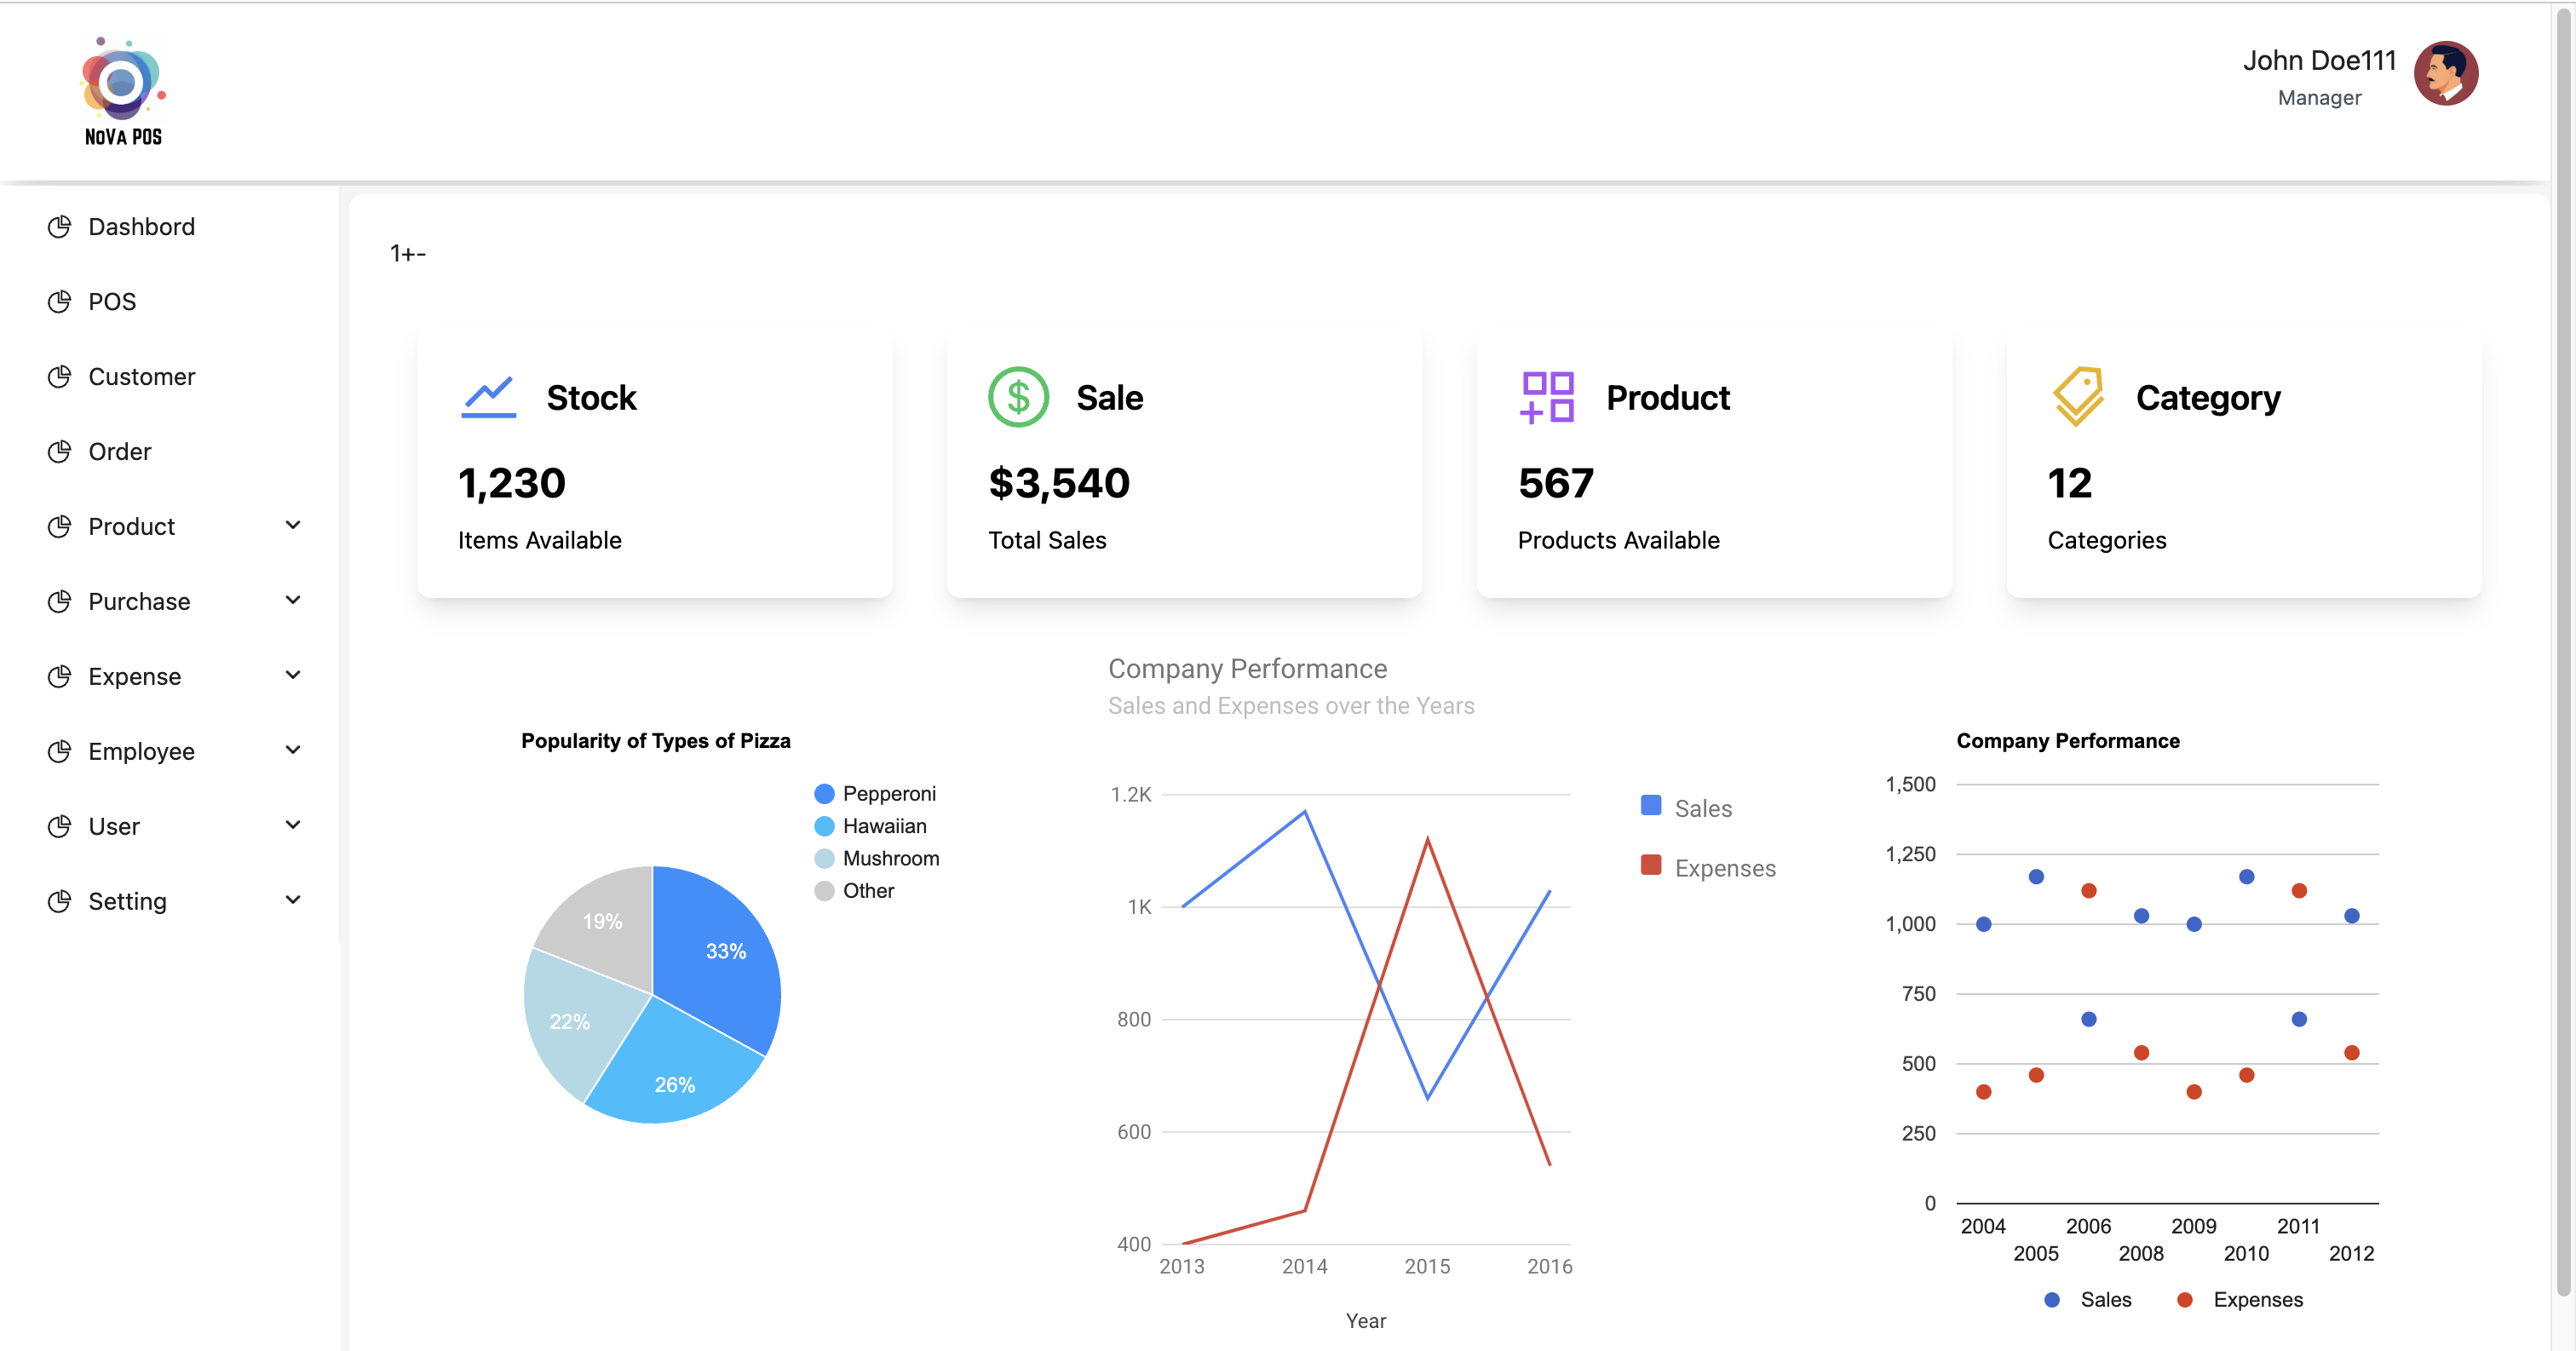 NoVa POS
John Doe111
Manager
Dashbord
POS
Customer
Order
Product
Purchase
Expense
Employee
User
Setting
1+-
Stock
1,230
Items Available
Sale
$3,540
Total Sales
Product
567
Products Available
Category
12
Categories
Popularity of Types of Pizza
Pepperoni
Hawaiian
Mushroom
Other
19%
33%
22%
26%
Company Performance
Sales and Expenses over the Years
1.2K
1K
800
600
400
2013 2014 2015 2016
Year
Sales
Expenses
Company Performance
1,500
1,250
1,000
750
500
250
0
2004 2006 2009 2011
2005 2008 2010 2012
Sales Expenses